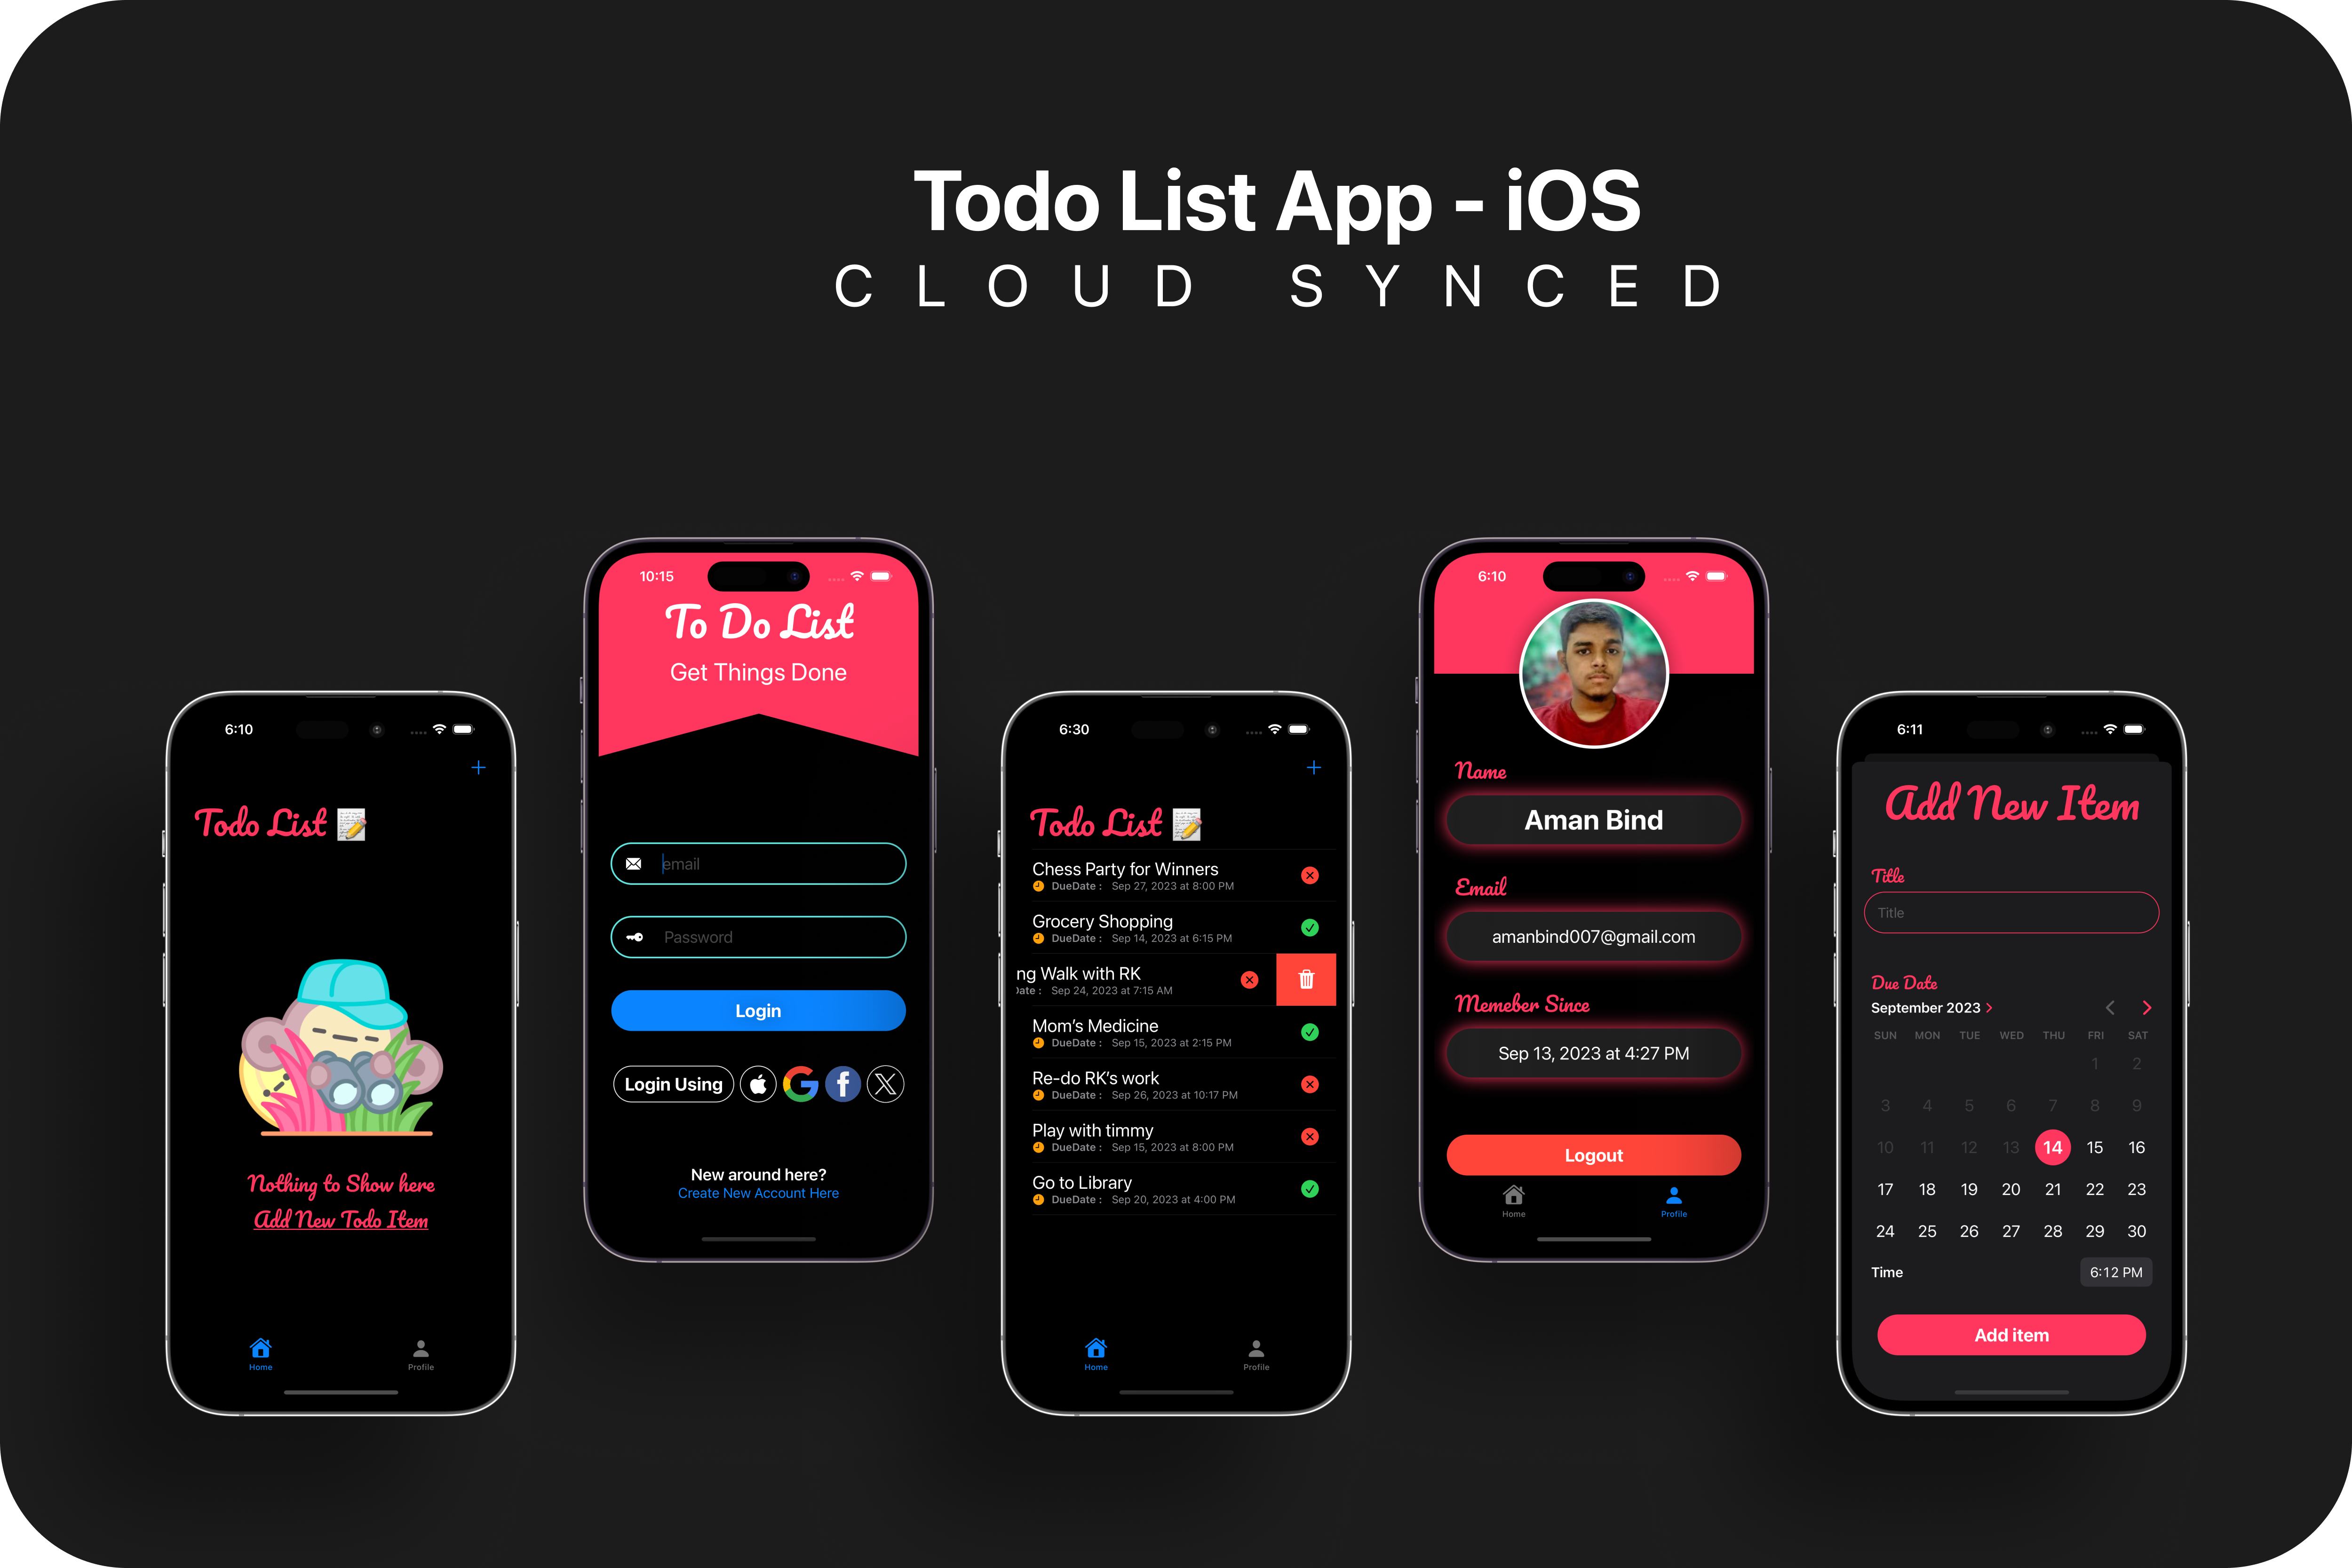 Todo List App - iOS
CLOUD SYNCED
6:10
+
Todo List
Nothing to Show here
Add New Todo Item
Home
Profile
10:15
To Do List
Get Things Done
email
Password
Login
Login Using
New around here?
Create New Account Here
6:30
+
Todo List
Chess Party for Winners
DueDate : Sep 27, 2023 at 8:00 PM
Grocery Shopping
DueDate : Sep 14, 2023 at 6:15 PM
ng Walk with RK
Date : Sep 24, 2023 at 7:15 AM
Mom’s Medicine
DueDate : Sep 15, 2023 at 2:15 PM
Re-do RK’s work
DueDate : Sep 26, 2023 at 10:17 PM
Play with timmy
DueDate : Sep 15, 2023 at 8:00 PM
Go to Library
DueDate : Sep 20, 2023 at 4:00 PM
Home
Profile
6:10
Name
Aman Bind
Email
amanbind007@gmail.com
Memeber Since
Sep 13, 2023 at 4:27 PM
Logout
Home
Profile
6:11
Add New Item
Title
Title
Due Date
September 2023 >
SUN MON TUE WED THU FRI SAT
1 2
3 4 5 6 7 8 9
10 11 12 13 14 15 16
17 18 19 20 21 22 23
24 25 26 27 28 29 30
Time 6:12 PM
Add item